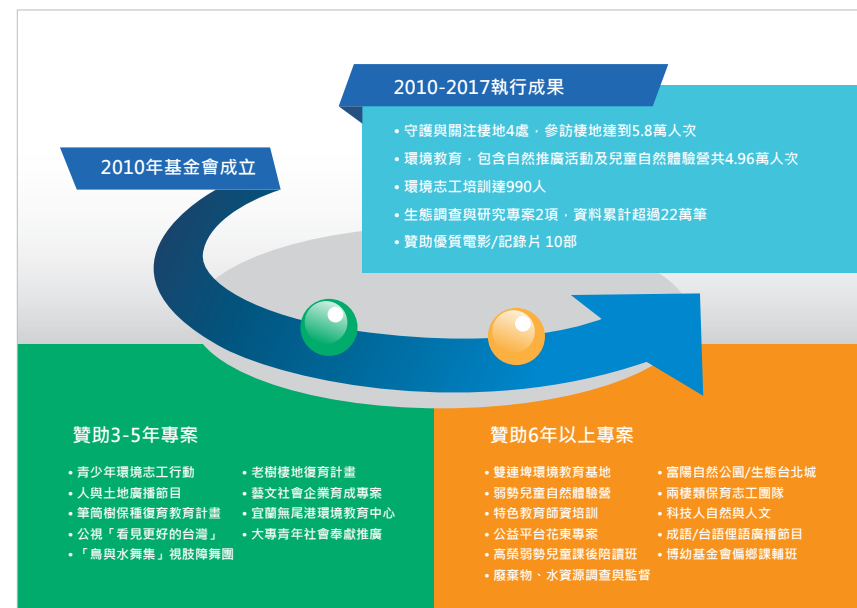 2010-2017執行成果
• 守護與關注棲地4處，參訪棲地達到5.8萬人次
• 環境教育，包含自然推廣活動及兒童自然體驗營共4.96萬人次
• 環境志工培訓達990人
• 生態調查與研究專案2項，資料累計超過22萬筆
• 贊助優質電影/記錄片 10部
2010年基金會成立
贊助3-5年專案
• 青少年環境志工行動
• 人與土地廣播節目
• 筆筒樹保種復育教育計畫
• 公視「看見更好的台灣」
• 「鳥與水舞集」視肢障舞團
• 老樹棲地復育計畫
• 藝文社會企業育成專案
• 宜蘭無尾港環境教育中心
• 大專青年社會奉獻推廣
贊助6年以上專案
• 雙連埤環境教育基地
• 弱勢兒童自然體驗營
• 特色教育師資培訓
• 公益平台花東專案
• 高榮弱勢兒童課後陪讀班
• 廢棄物、水資源調查與監督
• 富陽自然公園/生態台北城
• 兩棲類保育志工團隊
• 科技人自然與人文
• 成語/台語俚語廣播節目
• 博幼基金會偏鄉課輔班